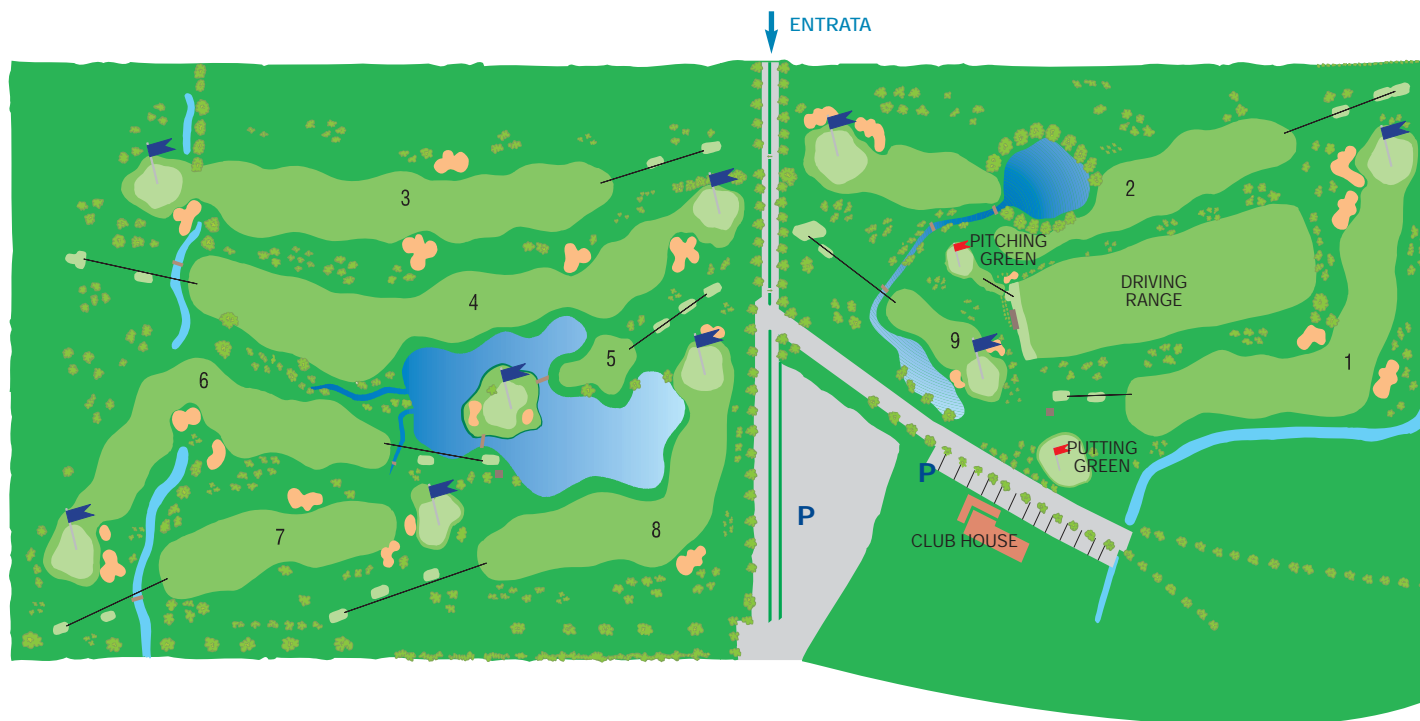 ENTRATA
3
2
PITCHING
GREEN
DRIVING
RANGE
4
5
9
1
6
PUTTING
GREEN
P
P
8
7
CLUB HOUSE